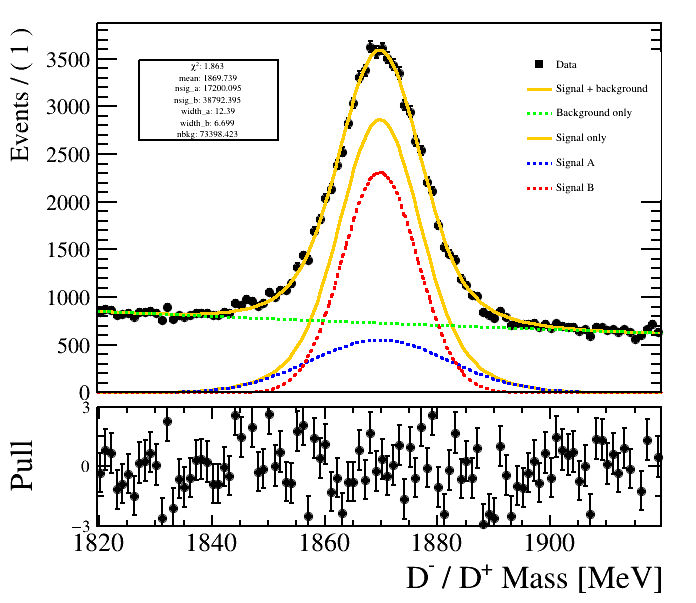 Events / ( 1 )
3500
3000
2500
2000
1500
1000
500
0
χ²: 1.863
mean: 1869.739
nsig_a: 17200.095
nsig_b: 38792.395
width_a: 12.39
width_b: 6.699
nbkg: 73398.423
Data
Signal + background
Background only
Signal only
Signal A
Signal B
Pull
3
0
−3
1820 1840 1860 1880 1900
D⁻ / D⁺ Mass [MeV]